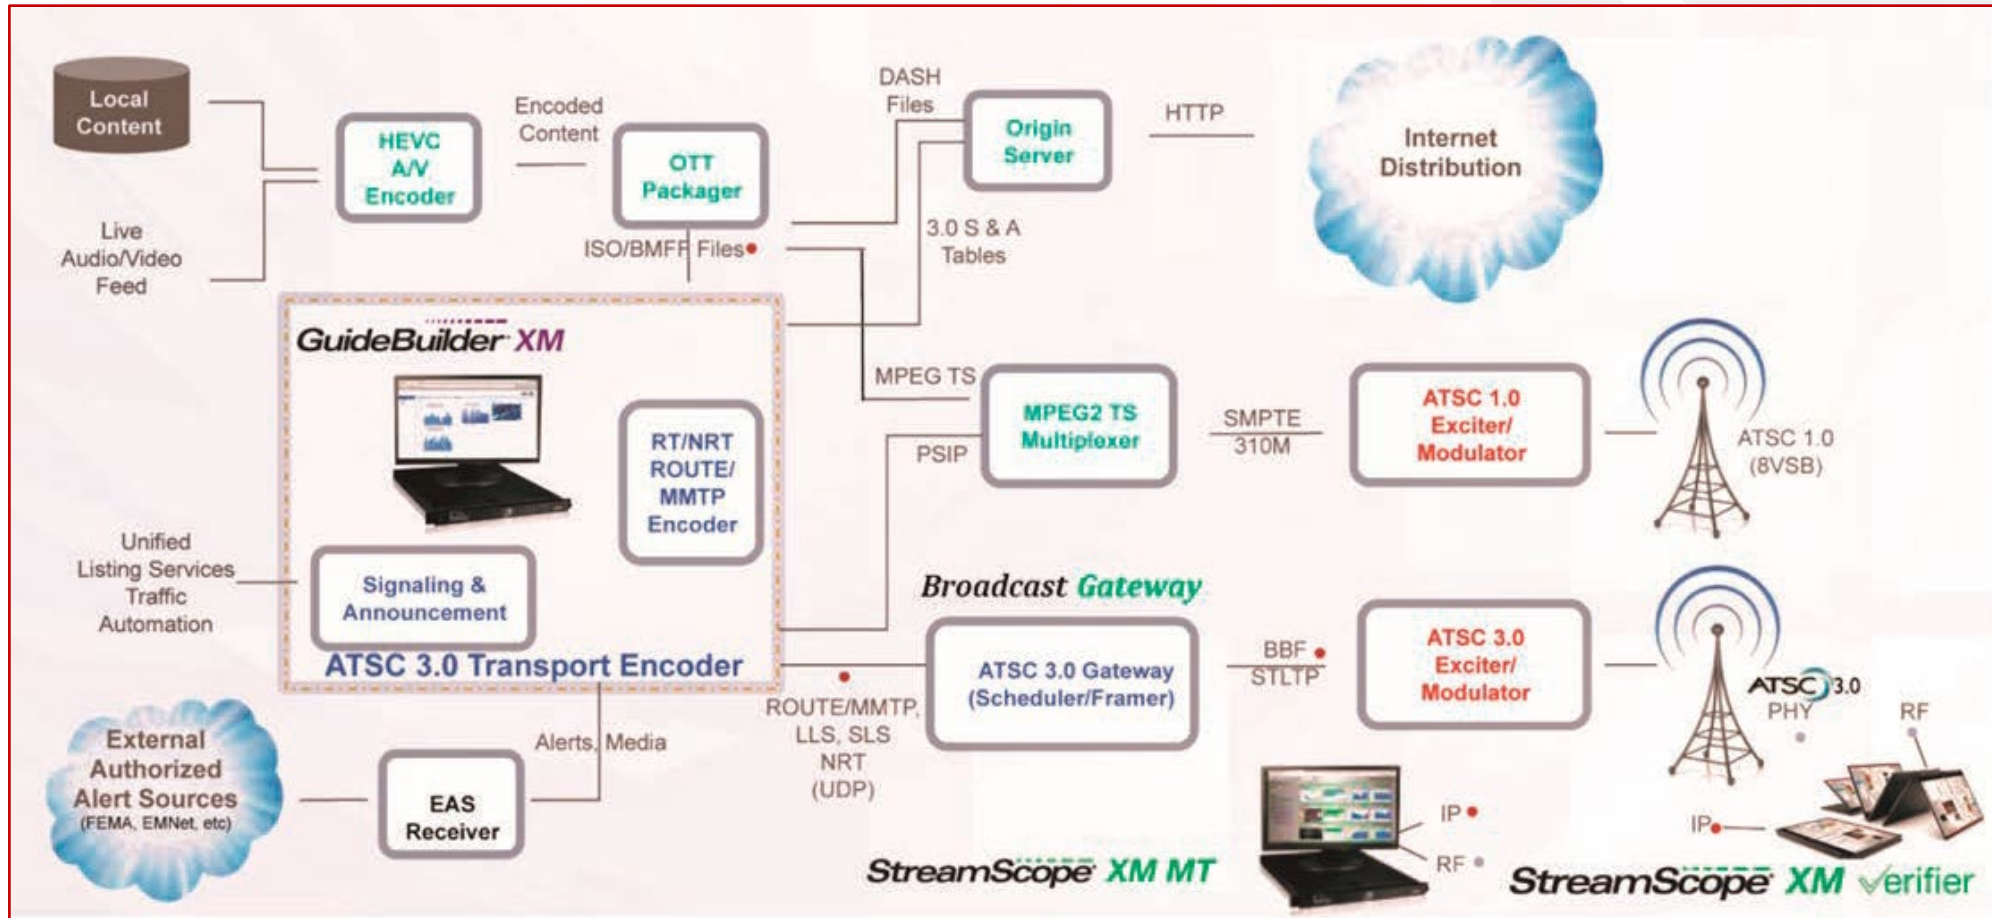 Local
Content
Live
Audio/Video
Feed
HEVC
A/V
Encoder
Encoded
Content
OTT
Packager
ISO/BMFF Files
DASH
Files
Origin
Server
HTTP
Internet
Distribution
3.0 S & A
Tables
GuideBuilder XM
RT/NRT
ROUTE/
MMTP
Encoder
Signaling &
Announcement
ATSC 3.0 Transport Encoder
Unified
Listing Services
Traffic
Automation
MPEG TS
PSIP
MPEG2 TS
Multiplexer
SMPTE
310M
ATSC 1.0
Exciter/
Modulator
ATSC 1.0
(8VSB)
Broadcast Gateway
ATSC 3.0 Gateway
(Scheduler/Framer)
BBF
STLTP
ATSC 3.0
Exciter/
Modulator
ATSC 3.0
PHY
RF
IP
ROUTE/MMTP,
LLS, SLS
NRT
(UDP)
External
Authorized
Alert Sources
(FEMA, EMNet, etc)
EAS
Receiver
Alerts, Media
StreamScope XM MT
IP
RF
StreamScope XM Verifier